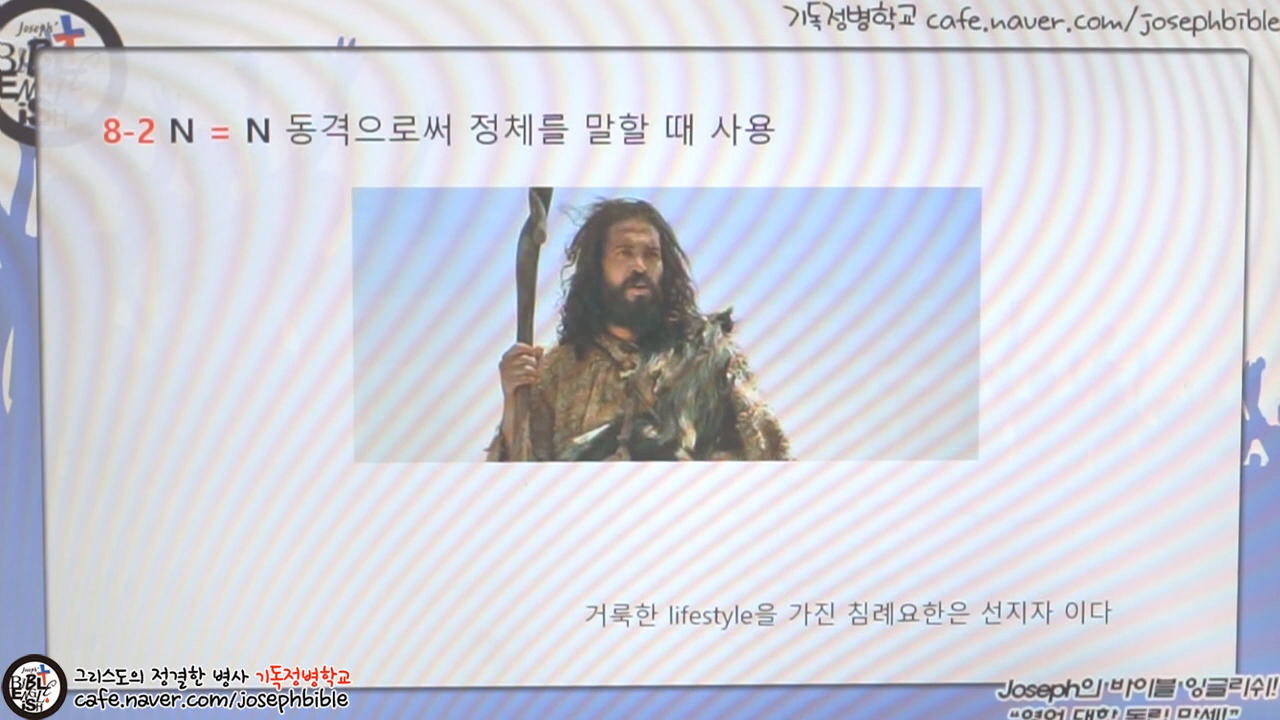 Joseph'
기독정병학교 cafe.naver.com/josephbible
8-2 N = N 동격으로써 정체를 말할 때 사용
거룩한 lifestyle을 가진 침례요한은 선지자 이다
그리스도의 정결한 병사 기독정병학교
cafe.naver.com/josephbible
Joseph의 바이블 잉글리쉬!